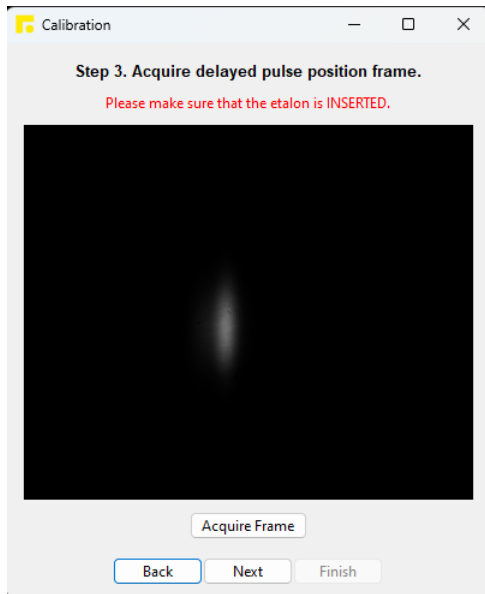 Calibration
Step 3. Acquire delayed pulse position frame.
Please make sure that the etalon is INSERTED.
Acquire Frame
Back Next Finish